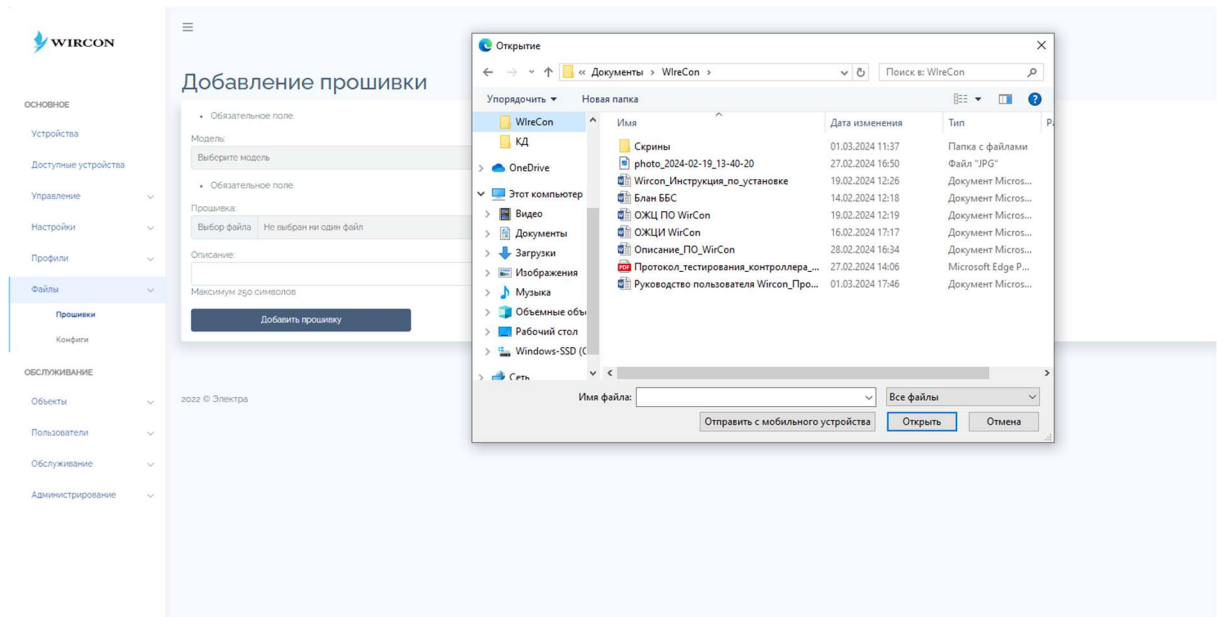 WIRCON
ОСНОВНОЕ
Устройства
Доступные устройства
Управление
Настройки
Профили
Файлы
Прошивки
Конфиги
ОБСЛУЖИВАНИЕ
Объекты
Пользователи
Обслуживание
Администрирование
Добавление прошивки
Обязательное поле.
Модель:
Выберите модель
Обязательное поле
Прошивка:
Выбор файла Не выбран ни один файл
Описание:
Максимум 250 символов
Добавить прошивку
2022 © Электра
Открытие
« Документы > WIreCon >
Поиск в: WIreCon
Упорядочить Новая папка
WIreCon
КД
OneDrive
Этот компьютер
Видео
Документы
Загрузки
Изображения
Музыка
Объемные объ
Рабочий стол
Windows-SSD (C
Сеть
Имя Дата изменения Тип Ра
Скрины 01.03.2024 11:37 Папка с файлами
photo_2024-02-19_13-40-20 27.02.2024 16:50 Файл "JPG"
Wircon_Инструкция_по_установке 19.02.2024 12:26 Документ Micros...
Блан ББС 14.02.2024 12:18 Документ Micros...
ОЖЦ ПО WirCon 19.02.2024 12:19 Документ Micros...
ОЖЦИ WirCon 16.02.2024 17:17 Документ Micros...
Описание_ПО_WirCon 28.02.2024 16:34 Документ Micros...
PDF Протокол_тестирования_контроллера_... 27.02.2024 14:06 Microsoft Edge P...
Руководство пользователя Wircon_Про... 01.03.2024 17:46 Документ Micros...
Имя файла: Все файлы
Отправить с мобильного устройства Открыть Отмена